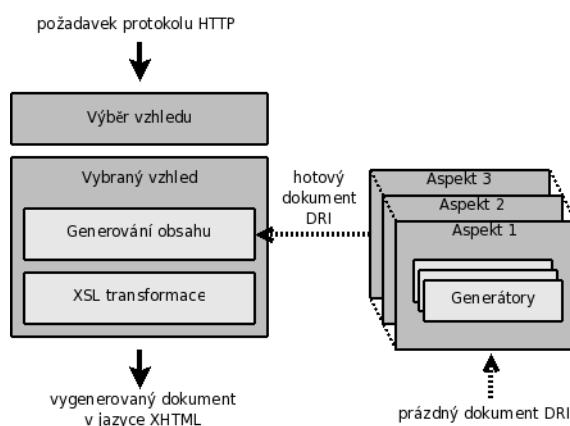 požadavek protokolu HTTP
Výběr vzhledu
Vybraný vzhled
Generování obsahu
XSL transformace
vygenerovaný dokument
v jazyce XHTML
hotový
dokument
DRI
Aspekt 3
Aspekt 2
Aspekt 1
Generátory
prázdný dokument DRI